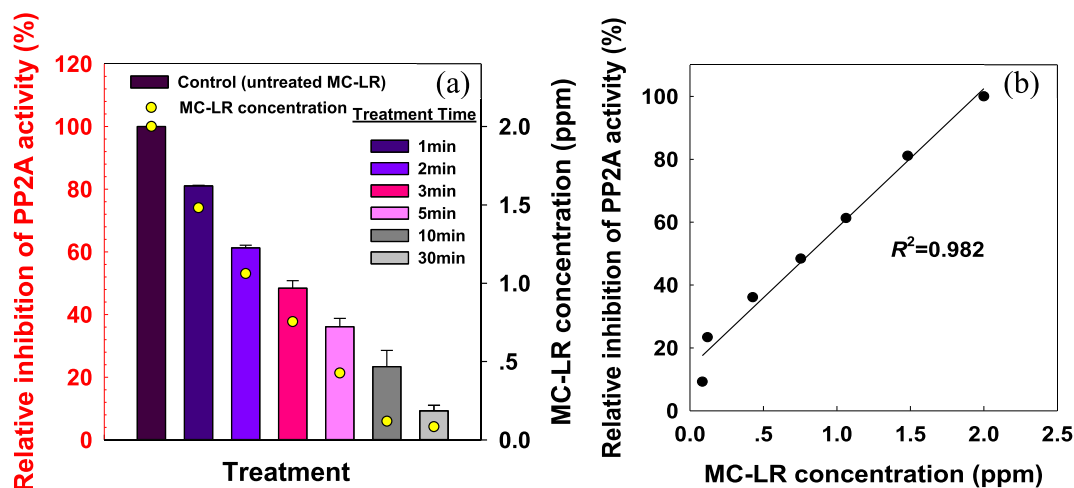 Relative inhibition of PP2A activity (%)
120
100
80
60
40
20
0
Control (untreated MC-LR)
(a)
MC-LR concentration
Treatment Time
1min
2min
3min
5min
10min
30min
2.0
1.5
1.0
.5
0.0
MC-LR concentration (ppm)
Treatment
Relative inhibition of PP2A activity (%)
100
80
60
40
20
0
(b)
R²=0.982
0.0 .5 1.0 1.5 2.0 2.5
MC-LR concentration (ppm)